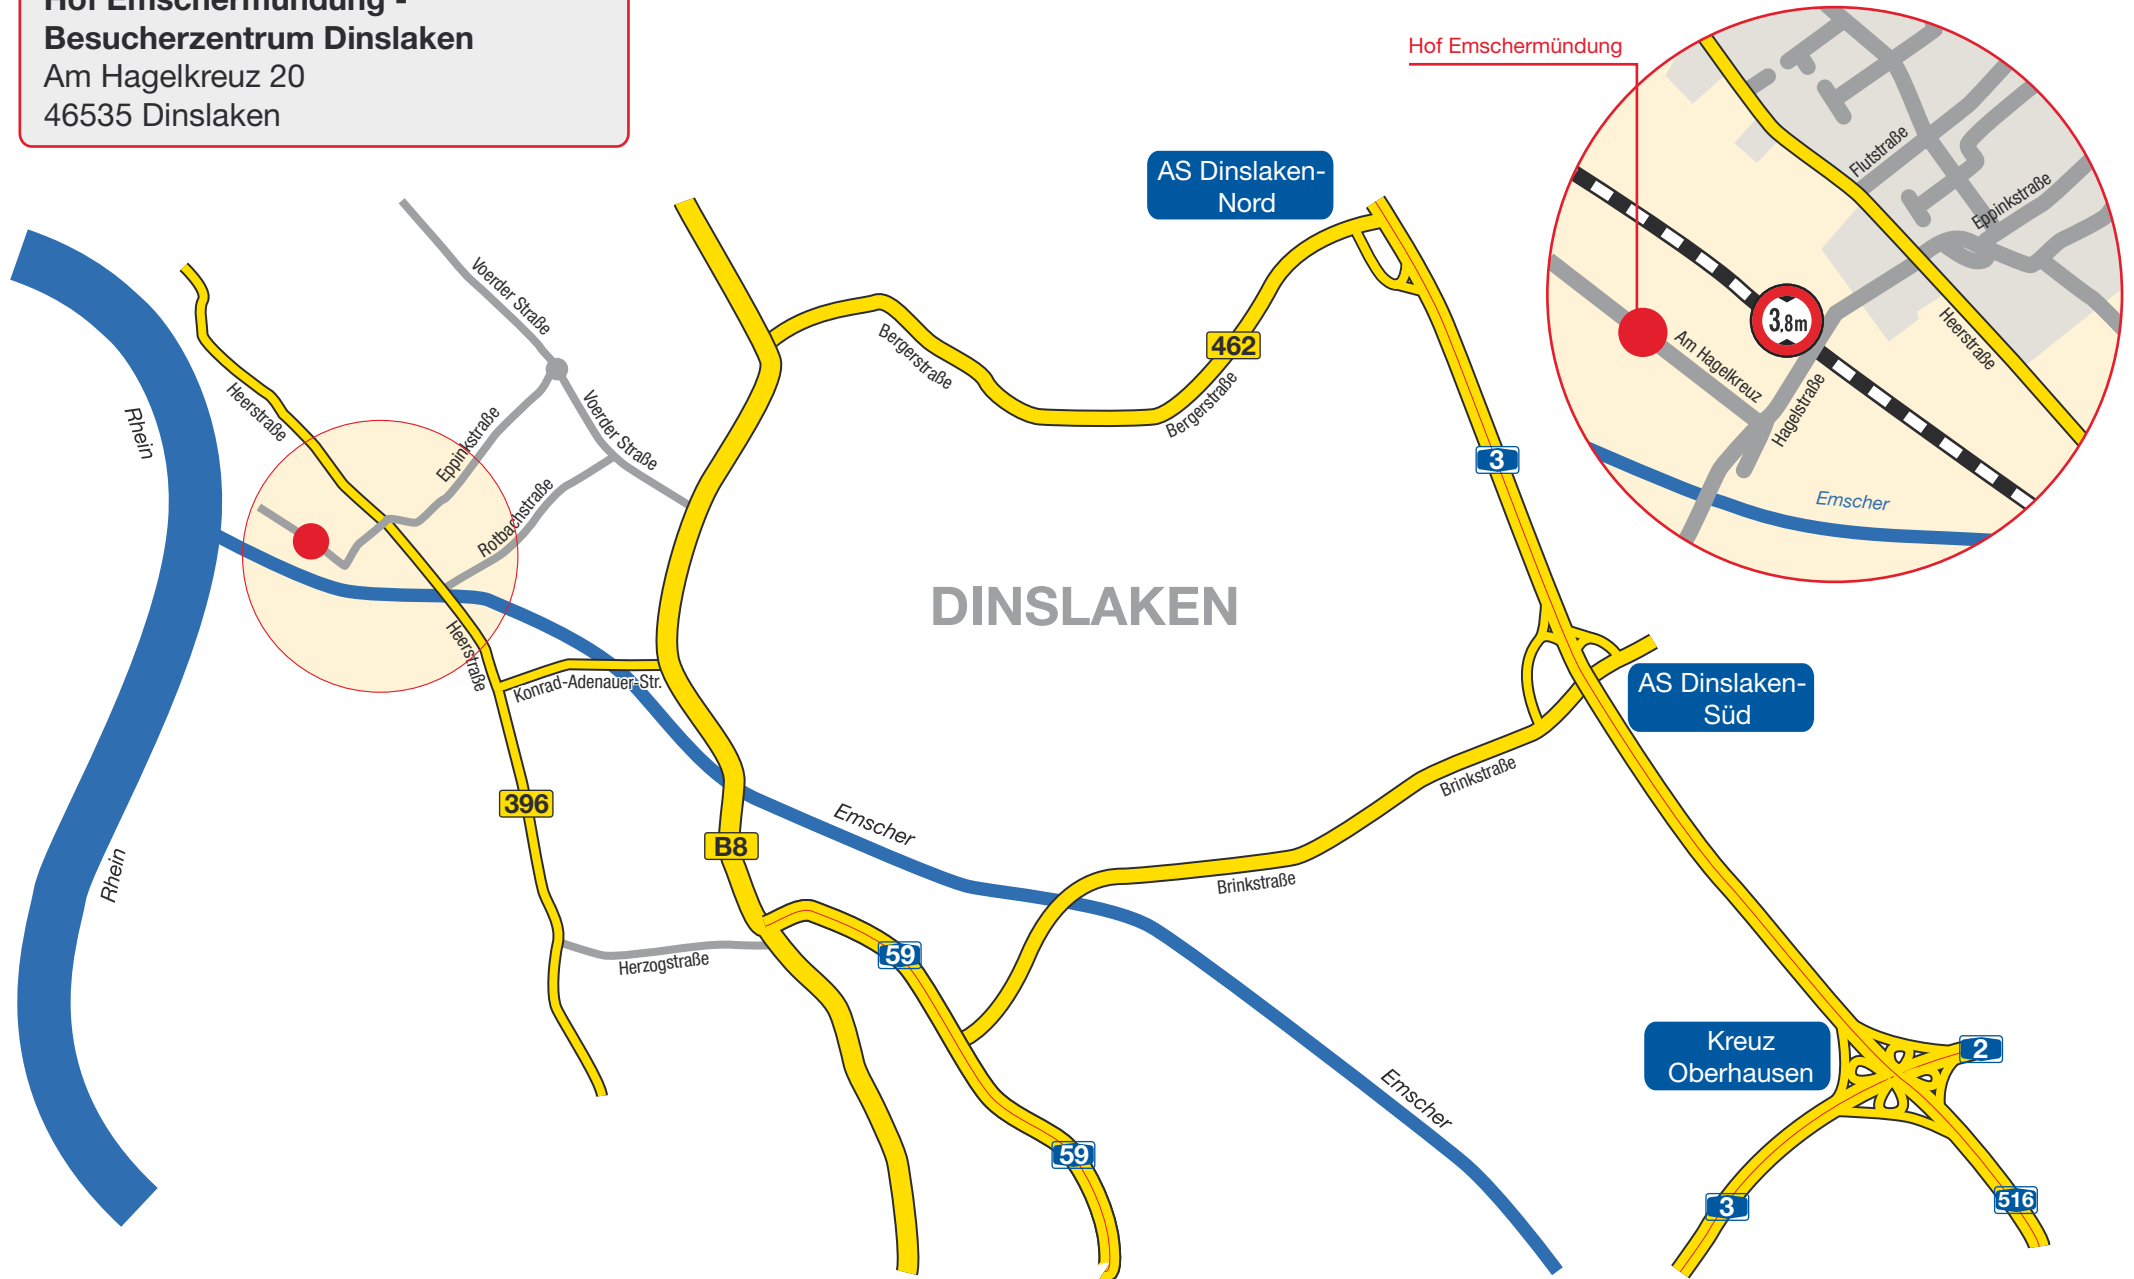 Hof Emschermündung -
Besucherzentrum Dinslaken
Am Hagelkreuz 20
46535 Dinslaken
Hof Emschermündung
AS Dinslaken-
Nord
Flutstraße
Eppinkstraße
3,8m
Heerstraße
Am Hagelkreuz
Hagelstraße
Emscher
Voerder Straße
Bergerstraße
462
Bergerstraße
Rhein
Heerstraße
Eppinkstraße
Voerder Straße
Rotbachstraße
3
DINSLAKEN
Heerstraße
Konrad-Adenauer-Str.
AS Dinslaken-
Süd
Brinkstraße
396
B8
Emscher
Rhein
Brinkstraße
59
Herzogstraße
Kreuz
Oberhausen
2
Emscher
59
3
516